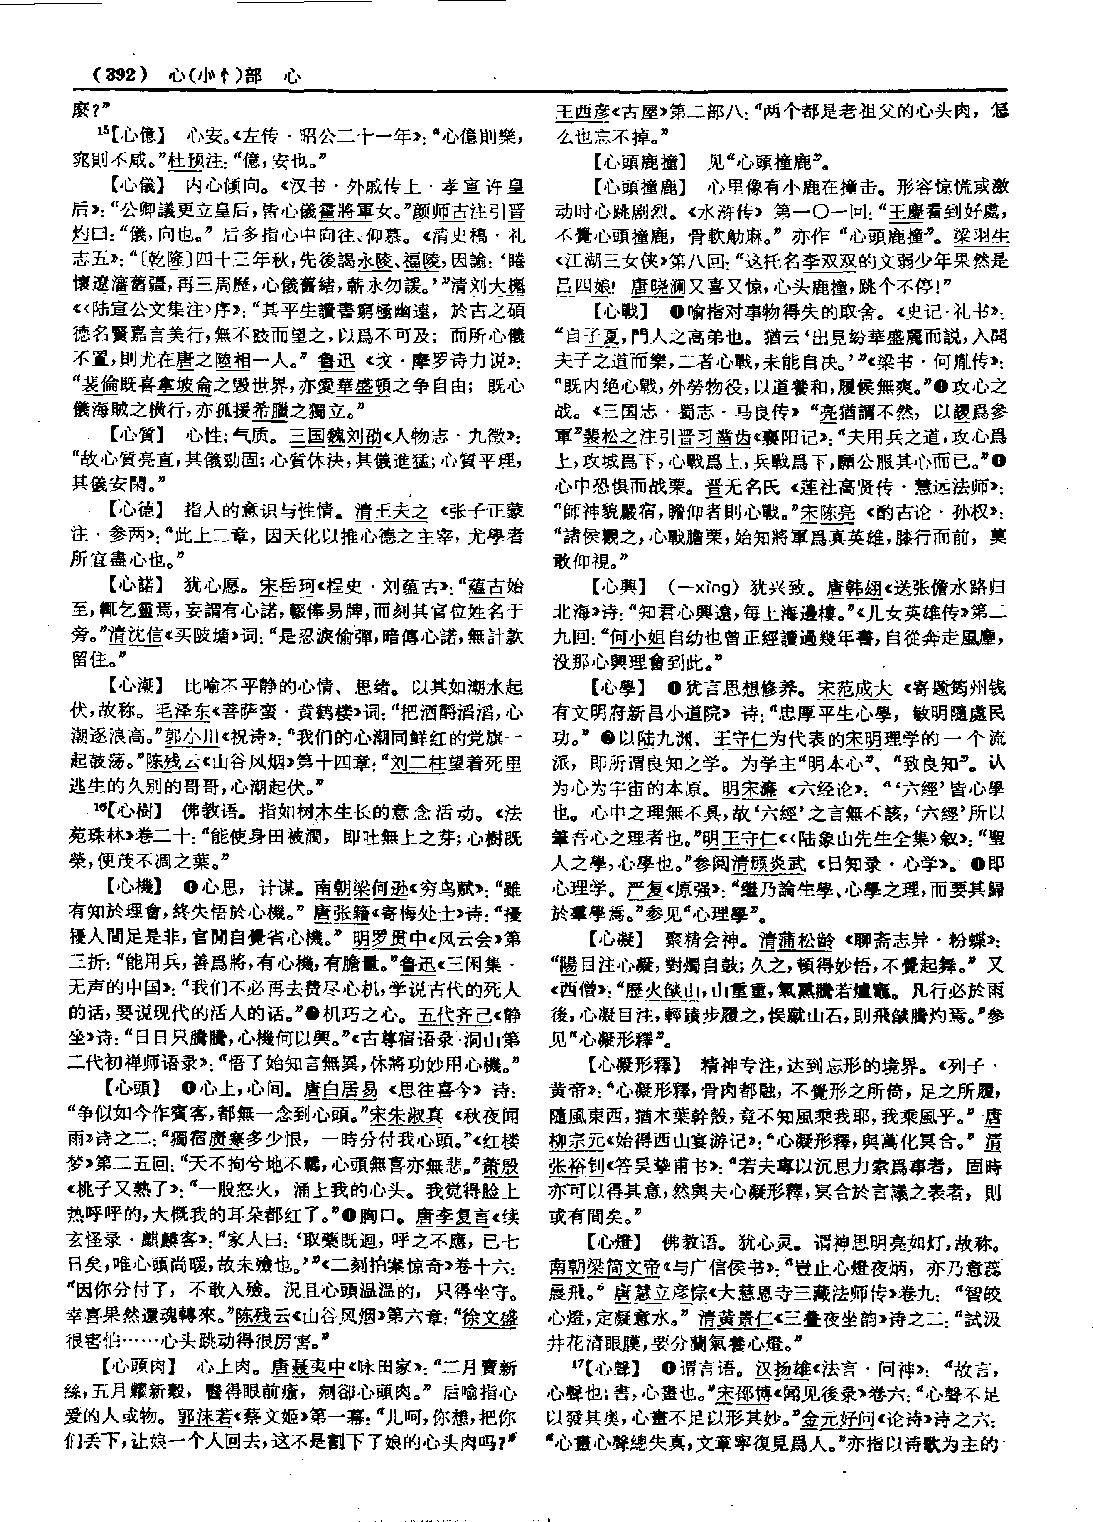 （392） 心（小忄）部 心
麽？”
15【心億】 心安。《左传·昭公二十一年》：“心億則樂，
窕則不咸。”杜预注：“億，安也。”
【心儀】 内心倾向。《汉书·外戚传上·孝宣许皇
后》：“公卿議更立皇后，皆心儀霍將軍女。”颜师古注引晋
灼曰：“儀，向也。”后多指心中向往、仰慕。《清史稿·礼
志五》：“〔乾隆〕四十三年秋，先後謁永陵、福陵，因諭：‘睠
懷遼瀋舊疆，再三周歷，心儀舊緒，蘄永勿諼。’”清刘大櫆
《〈陆宣公文集注〉序》：“其平生讀書窮極幽遠，於古之碩
德名賢嘉言美行，無不跂而望之，以爲不可及；而所心儀
不置，則尤在唐之陸相一人。”鲁迅《坟·摩罗诗力说》：
“裴倫既喜拿坡侖之毁世界，亦愛華盛頓之争自由；既心
儀海賊之横行，亦孤援希臘之獨立。”
【心質】 心性；气质。三国魏刘劭《人物志·九徵》：
“故心質亮直，其儀勁固；心質休決，其儀進猛；心質平理，
其儀安閑。”
【心德】 指人的意识与性情。清王夫之《张子正蒙
注·参两》：“此上二章，因天化以推心德之主宰，尤學者
所宜盡心也。”
【心諾】 犹心愿。宋岳珂《桯史·刘蕴古》：“蕴古始
至，輒乞靈焉，妄謂有心諾，輟俸易牌，而刻其官位姓名于
旁。”清沈信《买陂塘》词：“是忍淚偷彈，暗傳心諾，無計款
留住。”
【心潮】 比喻不平静的心情、思绪。以其如潮水起
伏，故称。毛泽东《菩萨蛮·黄鹤楼》词：“把酒酹滔滔，心
潮逐浪高。”郭小川《祝诗》：“我们的心潮同鲜红的党旗一
起鼓荡。”陈残云《山谷风烟》第十四章：“刘二柱望着死里
逃生的久别的哥哥，心潮起伏。”
16【心樹】 佛教语。指如树木生长的意念活动。《法
苑珠林》卷二十：“能使身田被潤，即吐無上之芽；心樹既
榮，便茂不凋之葉。”
【心機】 ❶心思，计谋。南朝梁何逊《穷鸟赋》：“雖
有知於理會，終失悟於心機。”唐张籍《寄梅处士》诗：“擾
擾人間足是非，官閒自覺省心機。”明罗贯中《风云会》第
三折：“能用兵，善爲將，有心機，有膽量。”鲁迅《三闲集·
无声的中国》：“我们不必再去费尽心机，学说古代的死人
的话，要说现代的活人的话。”❷机巧之心。五代齐己《静
坐》诗：“日日只騰騰，心機何以興。”《古尊宿语录·洞山第
二代初禅师语录》：“悟了始知言無異，休將功妙用心機。”
【心頭】 ❶心上，心间。唐白居易《思往喜今》诗：
“争似如今作賓客，都無一念到心頭。”宋朱淑真《秋夜闻
雨》诗之二：“獨宿廣寒多少恨，一時分付我心頭。”《红楼
梦》第二五回：“天不拘兮地不羈，心頭無喜亦無悲。”萧殷
《桃子又熟了》：“一股怒火，涌上我的心头。我觉得脸上
热呼呼的，大概我的耳朵都红了。”❷胸口。唐李复言《续
玄怪录·麒麟客》：“家人曰：‘取藥既迴，呼之不應，已七
日矣，唯心頭尚暖，故未殮也。’”《二刻拍案惊奇》卷十六：
“因你分付了，不敢入殮。况且心頭温温的，只得坐守。
幸喜果然還魂轉來。”陈残云《山谷风烟》第六章：“徐文盛
很害怕……心头跳动得很厉害。”
【心頭肉】 心上肉。唐聂夷中《咏田家》：“二月賣新
絲，五月糶新穀，醫得眼前瘡，剜卻心頭肉。”后喻指心
爱的人或物。郭沫若《蔡文姬》第一幕：“儿呵，你想，把你
们丢下，让娘一个人回去，这不是割下了娘的心头肉吗？”
王西彦《古屋》第二部八：“两个都是老祖父的心头肉，怎
么也忘不掉。”
【心頭鹿撞】 见“心頭撞鹿”。
【心頭撞鹿】 心里像有小鹿在撞击。形容惊慌或激
动时心跳剧烈。《水浒传》第一〇一回：“王慶看到好處，
不覺心頭撞鹿，骨軟觔麻。”亦作“心頭鹿撞”。梁羽生
《江湖三女侠》第八回：“这托名李双双的文弱少年果然是
吕四娘！唐晓澜又喜又惊，心头鹿撞，跳个不停！”
【心戰】 ❶喻指对事物得失的取舍。《史记·礼书》：
“自子夏，門人之高弟也。猶云‘出見紛華盛麗而説，入聞
夫子之道而樂，二者心戰，未能自决。’”《梁书·何胤传》：
“既内绝心戰，外勞物役，以道養和，履候無爽。”❷攻心之
战。《三国志·蜀志·马良传》“亮猶謂不然，以謖爲參
軍”裴松之注引晋习凿齿《襄阳记》：“夫用兵之道，攻心爲
上，攻城爲下，心戰爲上，兵戰爲下，願公服其心而已。”❸
心中恐惧而战栗。晋无名氏《莲社高贤传·慧远法师》：
“師神貌嚴宿，瞻仰者則心戰。”宋陈亮《酌古论·孙权》：
“諸侯觀之，心戰膽栗，始知將軍爲真英雄，膝行而前，莫
敢仰視。”
【心興】 （—xìng）犹兴致。唐韩翃《送张儋水路归
北海》诗：“知君心興遠，每上海邊樓。”《儿女英雄传》第二
九回：“何小姐自幼也曾正經讀過幾年書，自從奔走風塵，
没那心興理會到此。”
【心學】 ❶犹言思想修养。宋范成大《寄题筠州钱
有文明府新昌小道院》诗：“忠厚平生心學，敏明隨處民
功。”❷以陆九渊、王守仁为代表的宋明理学的一个流
派，即所谓良知之学。为学主“明本心”、“致良知”。认
为心为宇宙的本原。明宋濂《六经论》：“‘六經’皆心學
也。心中之理無不具，故‘六經’之言無不該，‘六經’所以
筆吾心之理者也。”明王守仁《〈陆象山先生全集〉叙》：“聖
人之學，心學也。”参阅清顾炎武《日知录·心学》。❸即
心理学。严复《原强》：“繼乃論生學、心學之理，而要其歸
於羣學焉。”参见“心理學”。
【心凝】 聚精会神。清蒲松龄《聊斋志异·粉蝶》：
“陽目注心凝，對燭自鼓；久之，頓得妙悟，不覺起舞。”又
《西僧》：“歷火燄山，山重重，氣熏騰若爐竈。凡行必於雨
後，心凝目注，輕蹟步履之，悞蹴山石，則飛燄騰灼焉。”参
见“心凝形釋”。
【心凝形釋】 精神专注，达到忘形的境界。《列子·
黄帝》：“心凝形釋，骨肉都融，不覺形之所倚，足之所履，
隨風東西，猶木葉幹殼，竟不知風乘我耶，我乘風乎。”唐
柳宗元《始得西山宴游记》：“心凝形釋，與萬化冥合。”清
张裕钊《答吴挚甫书》：“若夫專以沉思力索爲事者，固時
亦可以得其意，然與夫心凝形釋，冥合於言議之表者，則
或有間矣。”
【心燈】 佛教语。犹心灵。谓神思明亮如灯，故称。
南朝梁简文帝《与广信侯书》：“豈止心燈夜炳，亦乃意蕊
晨飛。”唐慧立彦悰《大慈恩寺三藏法师传》卷九：“智皎
心燈，定凝意水。”清黄景仁《三叠夜坐韵》诗之二：“試汲
井花清眼膜，要分蘭氣養心燈。”
17【心聲】 ❶谓言语。汉扬雄《法言·问神》：“故言，
心聲也；書，心畫也。”宋邵博《闻见後录》卷六：“心聲不足
以發其奥，心畫不足以形其妙。”金元好问《论诗》诗之六：
“心畫心聲總失真，文章寧復見爲人。”亦指以诗歌为主的